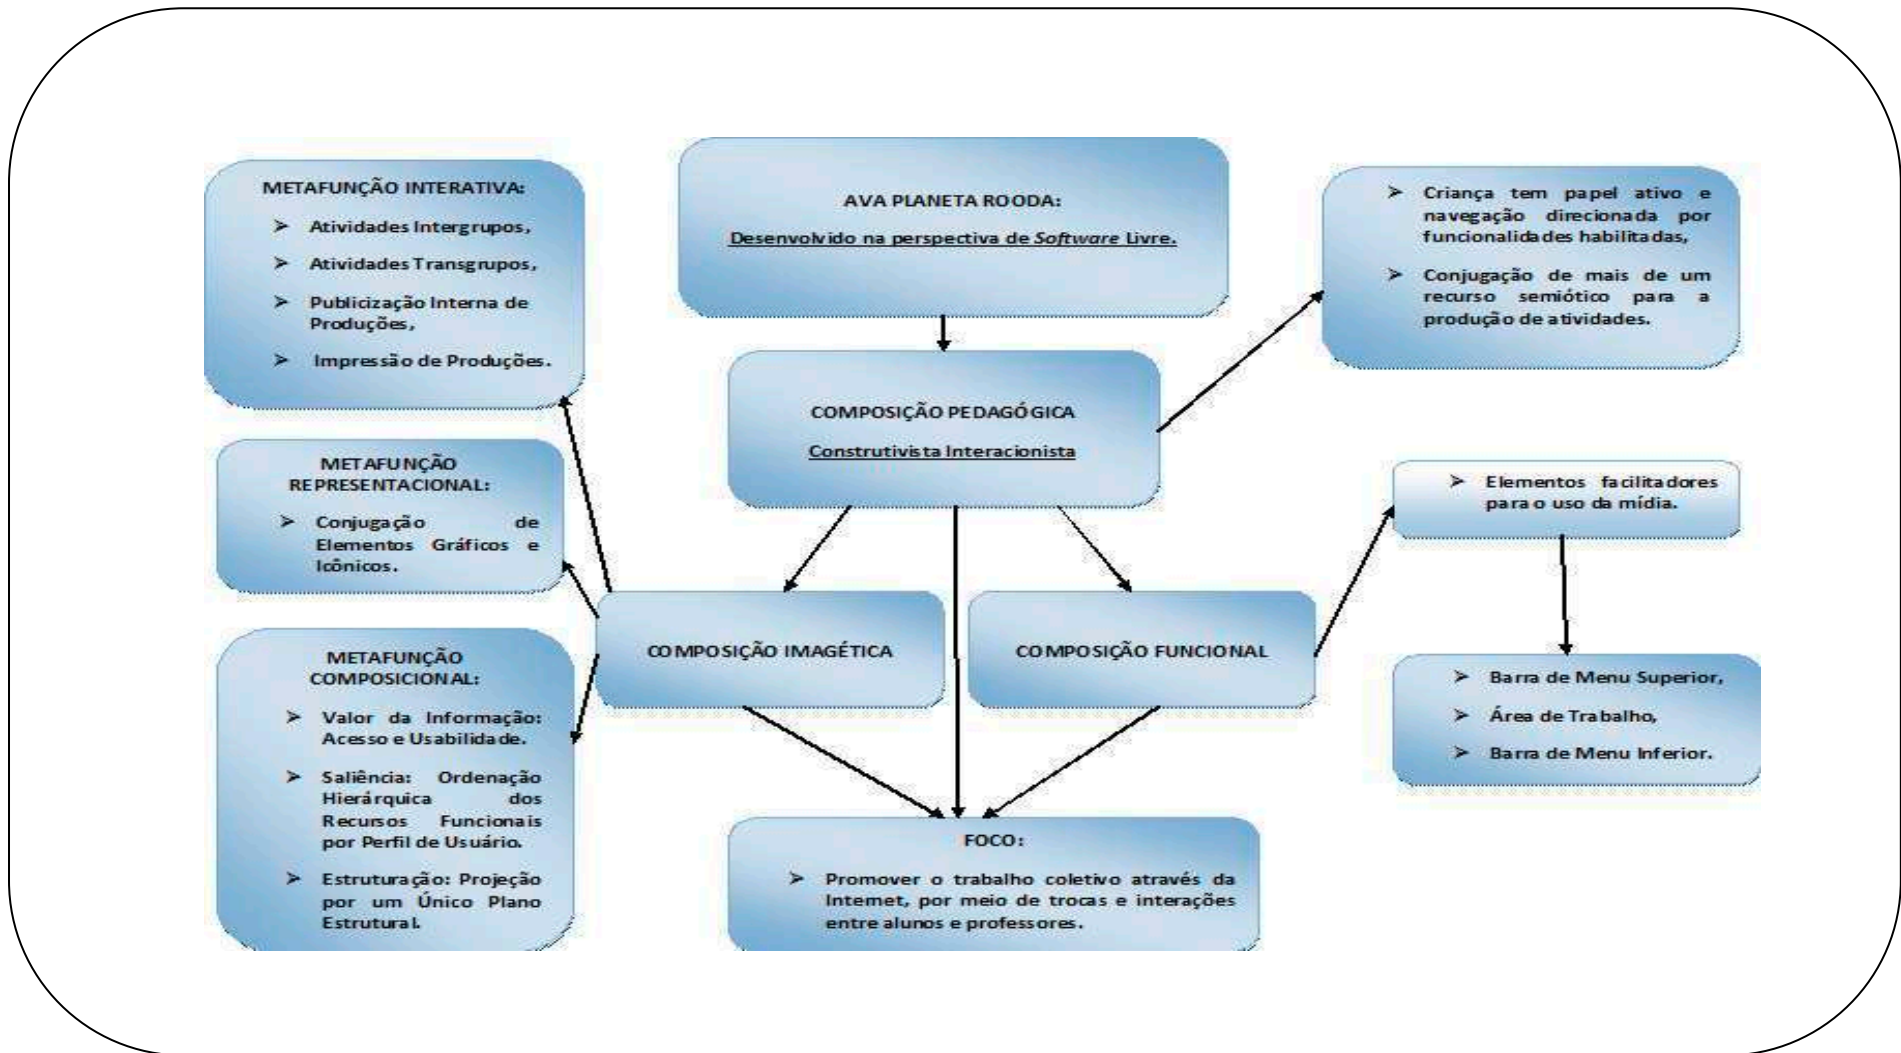 METAFUNÇÃO INTERATIVA:
➢ Atividades Intergrupos,
➢ Atividades Transgrupos,
➢ Publicização Interna de
Produções,
➢ Impressão de Produções.
AVA PLANETA ROODA:
Desenvolvido na perspectiva de Software Livre.
➢ Criança tem papel ativo e
navegação direcionada por
funcionalidades habilitadas,
➢ Conjugação de mais de um
recurso semiótico para a
produção de atividades.
COMPOSIÇÃO PEDAGÓGICA
Construtivista Interacionista
METAFUNÇÃO
REPRESENTACIONAL:
➢ Conjugação de
Elementos Gráficos e
Icônicos.
➢ Elementos facilitadores
para o uso da mídia.
METAFUNÇÃO
COMPOSICIONAL:
➢ Valor da Informação:
Acesso e Usabilidade.
➢ Saliência: Ordenação
Hierárquica dos
Recursos Funcionais
por Perfil de Usuário.
➢ Estruturação: Projeção
por um Único Plano
Estrutural.
COMPOSIÇÃO IMAGÉTICA
COMPOSIÇÃO FUNCIONAL
➢ Barra de Menu Superior,
➢ Área de Trabalho,
➢ Barra de Menu Inferior.
FOCO:
➢ Promover o trabalho coletivo através da
Internet, por meio de trocas e interações
entre alunos e professores.